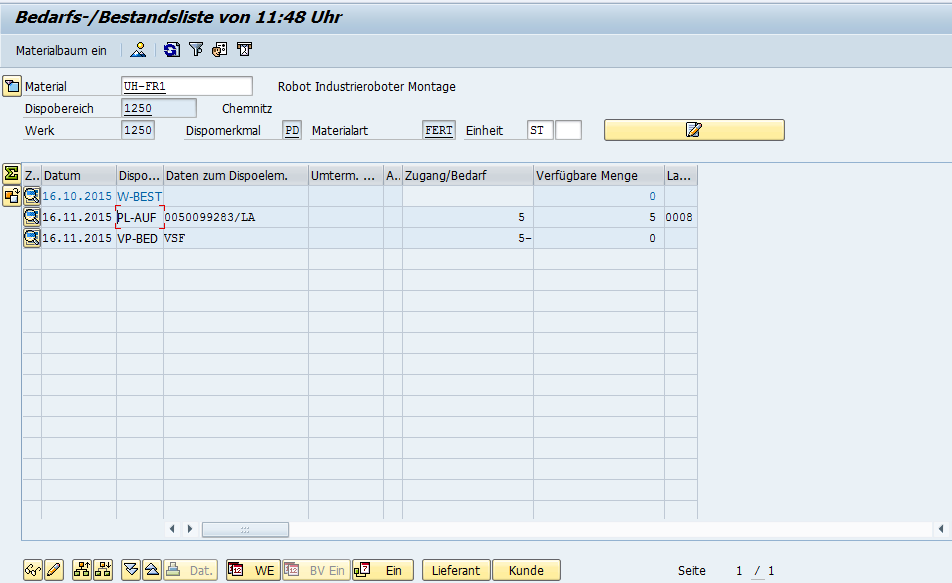 Bedarfs-/Bestandsliste von 11:48 Uhr
Materialbaum ein
Material UH-FR1 Robot Industrieroboter Montage
Dispobereich 1250 Chemnitz
Werk 1250 Dispomerkmal PD Materialart FERT Einheit ST
Z.. Datum Dispo... Daten zum Dispoelem. Umterm. ... A.. Zugang/Bedarf Verfügbare Menge La...
16.10.2015 W-BEST 0
16.11.2015 PL-AUF 0050099283/LA 5 5 0008
16.11.2015 VP-BED VSF 5- 0
Dat. WE BV Ein Ein Lieferant Kunde Seite 1 / 1